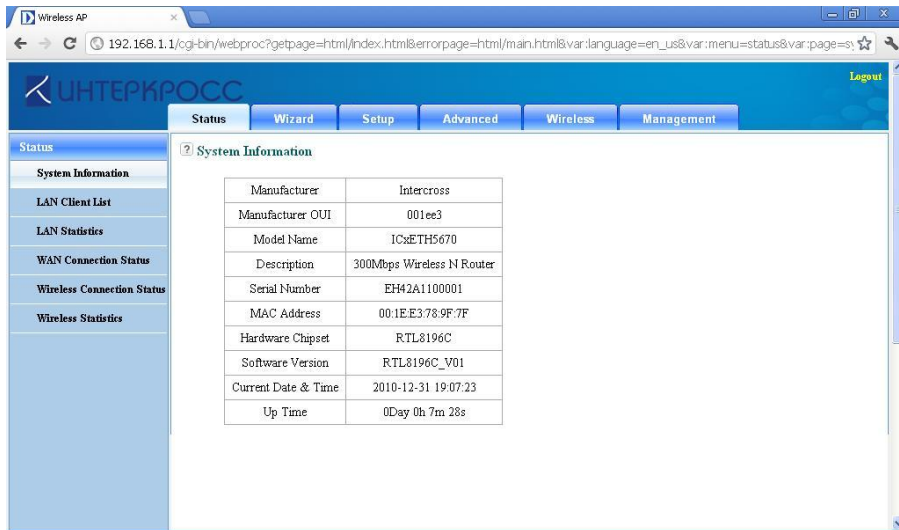 Wireless AP
192.168.1.1/cgi-bin/webproc?getpage=html/index.html&errorpage=html/main.html&var:language=en_us&var:menu=status&var:page=sy
ИНТЕРКРОСС
Logout
Status Wizard Setup Advanced Wireless Management
Status
System Information
LAN Client List
LAN Statistics
WAN Connection Status
Wireless Connection Status
Wireless Statistics
? System Information
Manufacturer Intercross
Manufacturer OUI 001ee3
Model Name ICxETH5670
Description 300Mbps Wireless N Router
Serial Number EH42A1100001
MAC Address 00:1E:E3:78:9F:7F
Hardware Chipset RTL8196C
Software Version RTL8196C_V01
Current Date & Time 2010-12-31 19:07:23
Up Time 0Day 0h 7m 28s